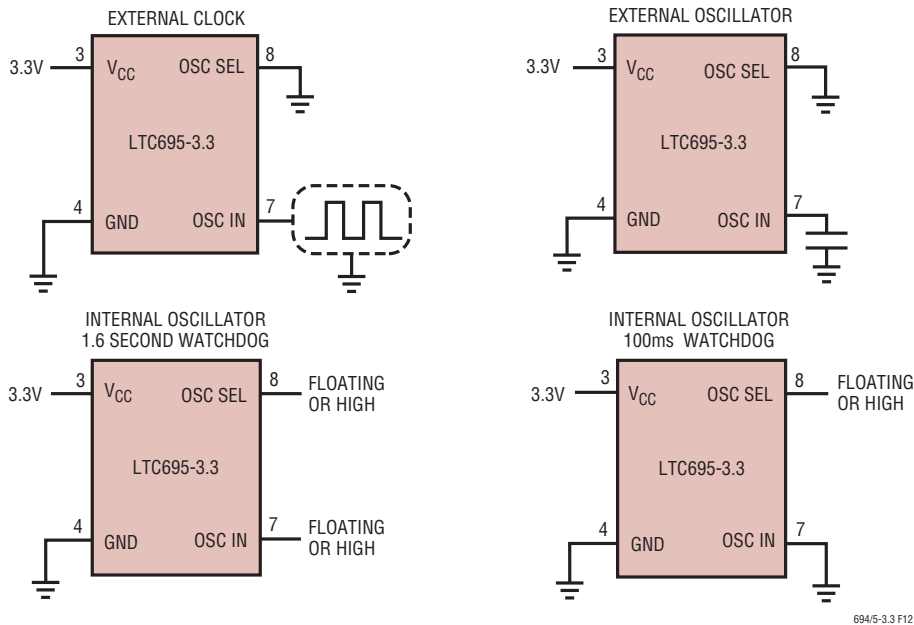 EXTERNAL CLOCK
3.3V
3
V_CC
OSC SEL
8
LTC695-3.3
4
GND
OSC IN
7
EXTERNAL OSCILLATOR
3.3V
3
V_CC
OSC SEL
8
LTC695-3.3
4
GND
OSC IN
7
INTERNAL OSCILLATOR
1.6 SECOND WATCHDOG
3.3V
3
V_CC
OSC SEL
8
FLOATING
OR HIGH
LTC695-3.3
4
GND
OSC IN
7
FLOATING
OR HIGH
INTERNAL OSCILLATOR
100ms WATCHDOG
3.3V
3
V_CC
OSC SEL
8
FLOATING
OR HIGH
LTC695-3.3
4
GND
OSC IN
7
694/5-3.3 F12